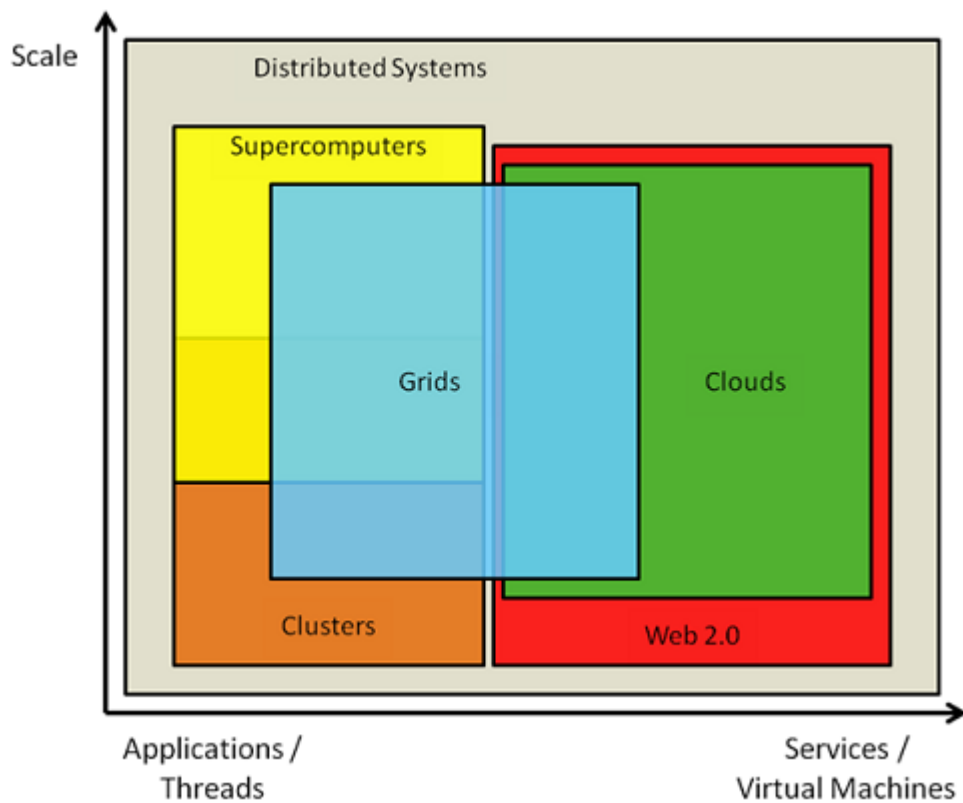 Scale
Distributed Systems
Supercomputers
Grids
Clouds
Clusters
Web 2.0
Applications /
Threads
Services /
Virtual Machines